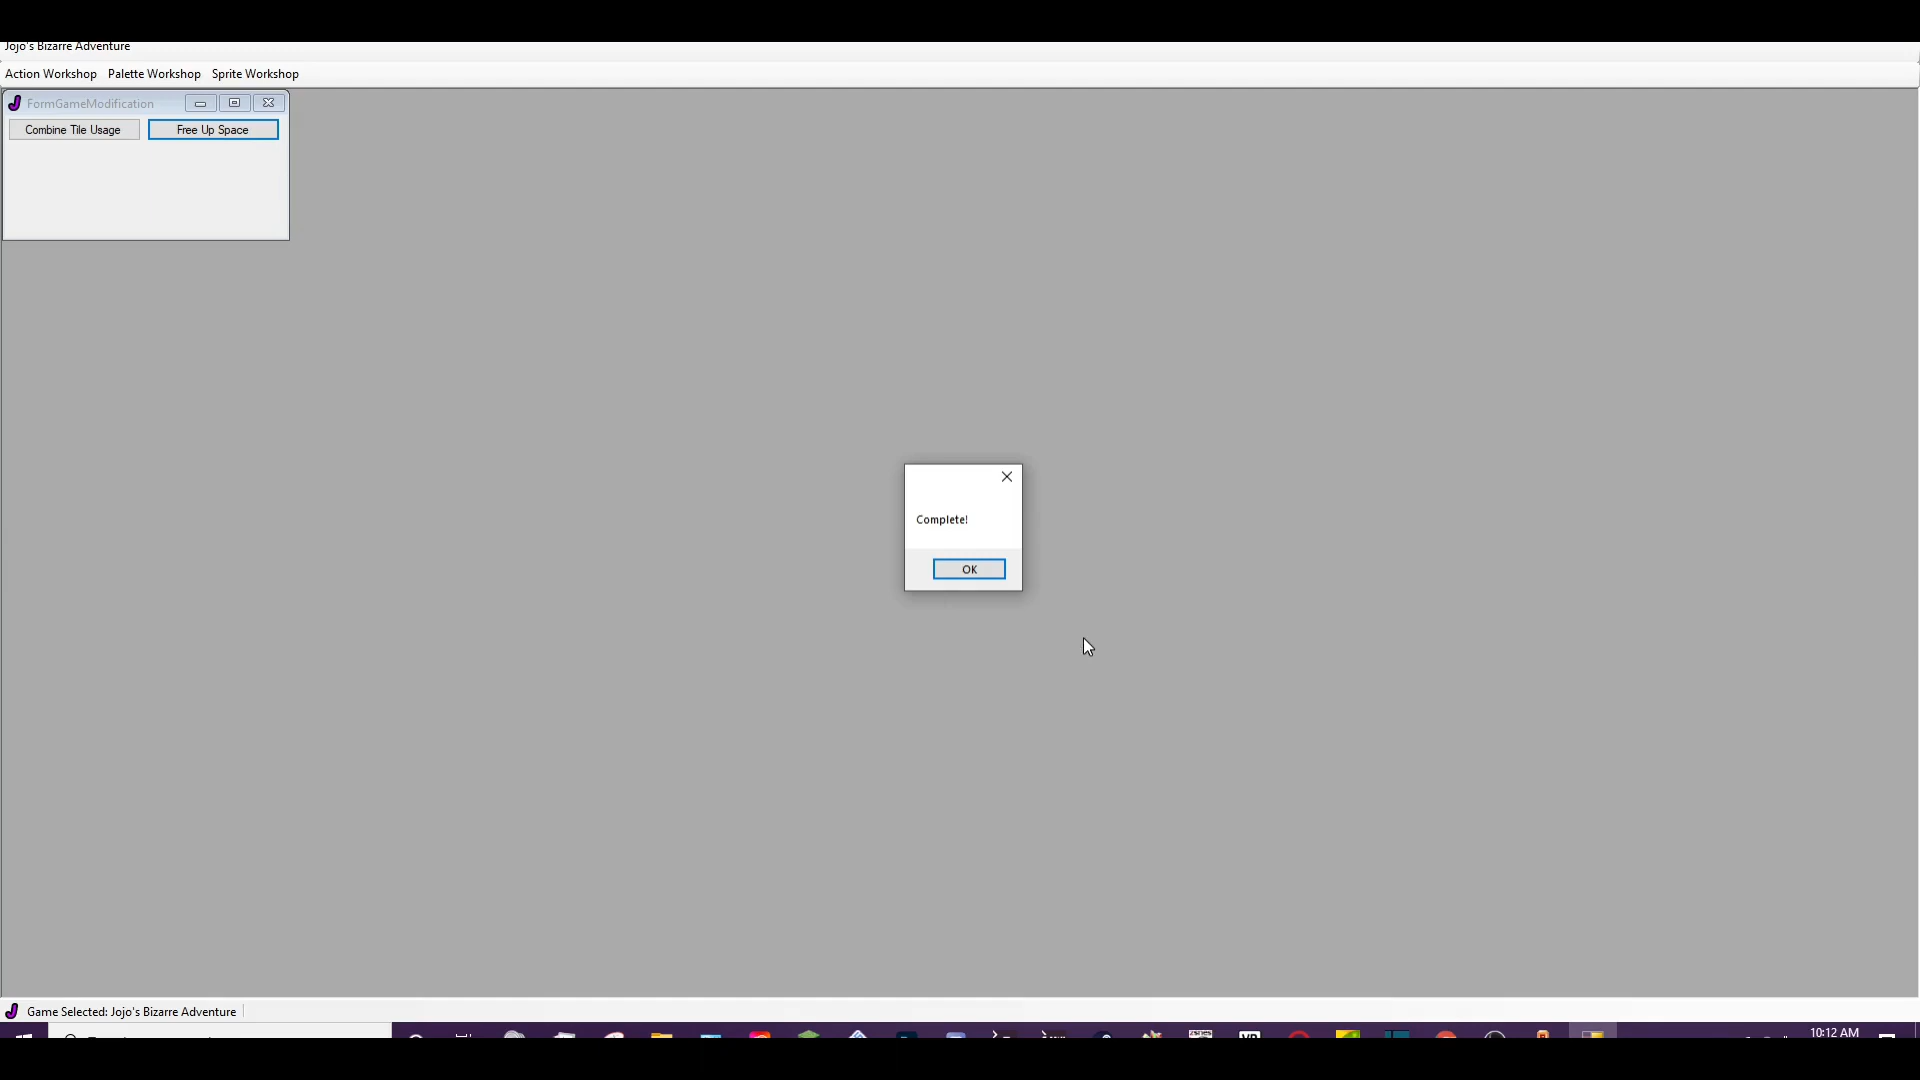 Jojo's Bizarre Adventure
Action Workshop Palette Workshop Sprite Workshop
FormGameModification
Combine Tile Usage Free Up Space
Complete!
OK
Game Selected: Jojo's Bizarre Adventure
10:12 AM